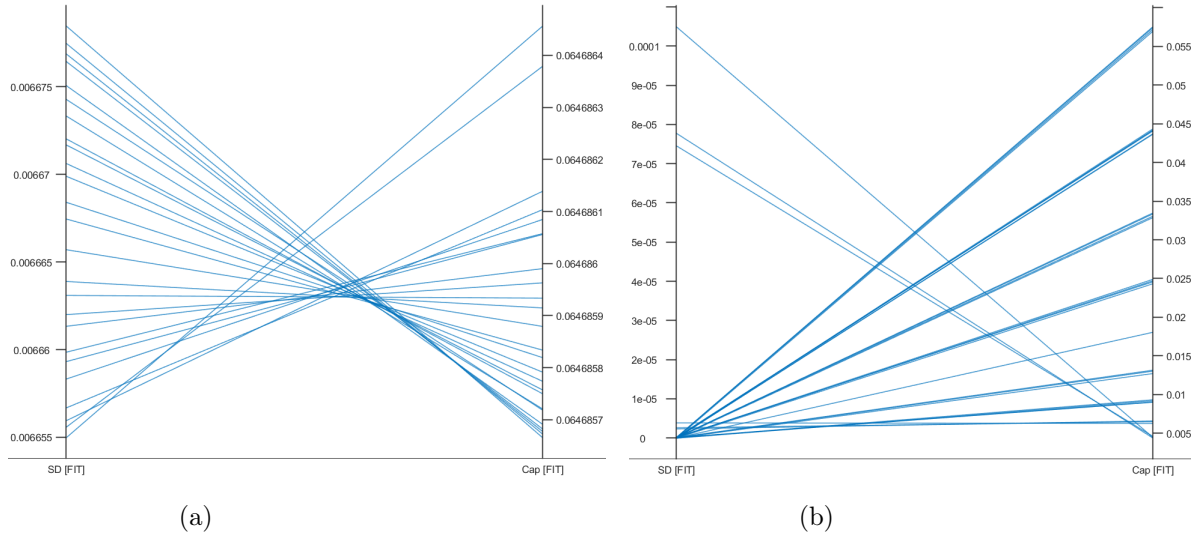 0.006675
0.00667
0.006665
0.00666
0.006655
SD [FIT]
0.0646864
0.0646863
0.0646862
0.0646861
0.064686
0.0646859
0.0646858
0.0646857
Cap [FIT]
(a)
0.0001
9e-05
8e-05
7e-05
6e-05
5e-05
4e-05
3e-05
2e-05
1e-05
0
SD [FIT]
0.055
0.05
0.045
0.04
0.035
0.03
0.025
0.02
0.015
0.01
0.005
Cap [FIT]
(b)